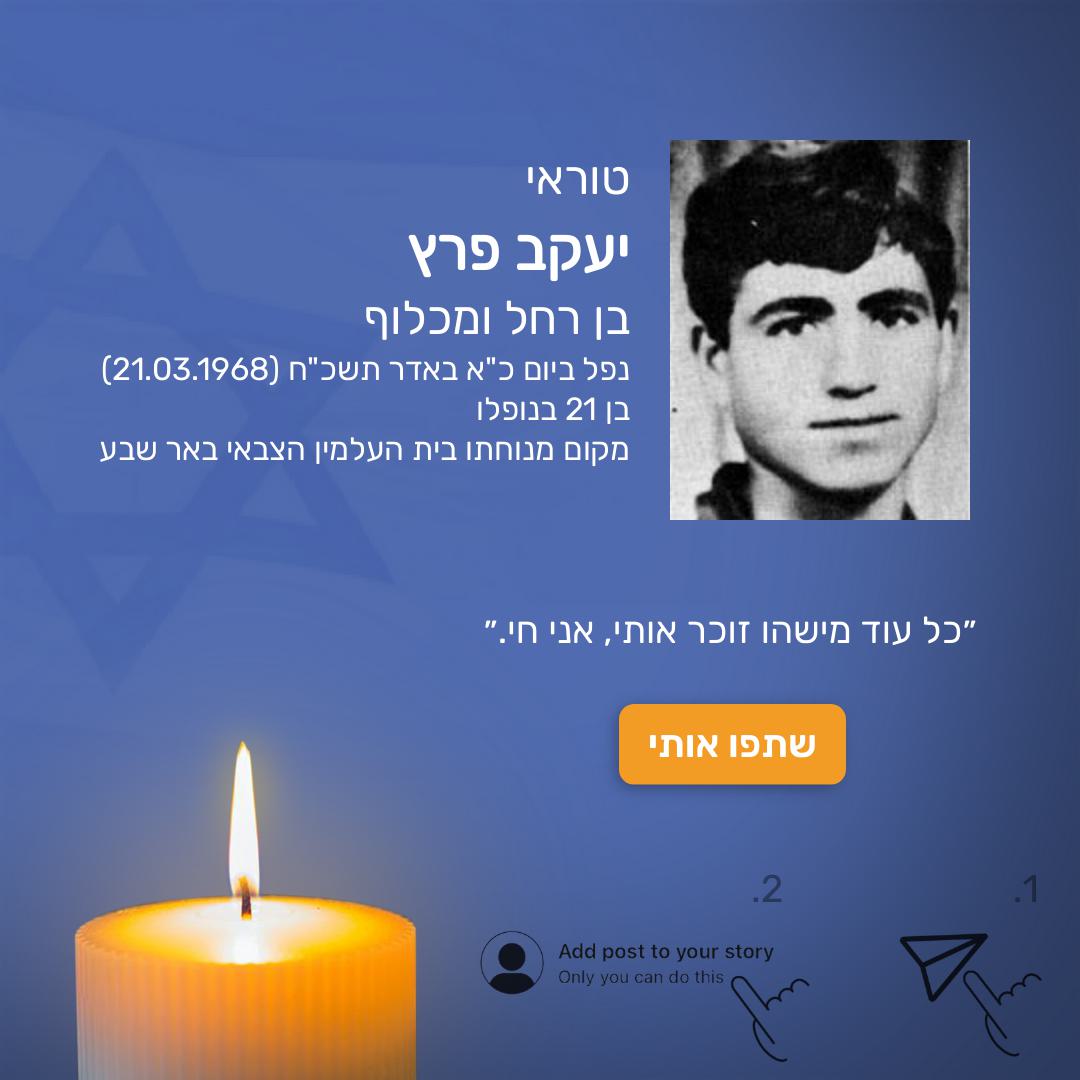 טוראי
יעקב פרץ
בן רחל ומכלוף
נפל ביום כ"א באדר תשכ"ח (21.03.1968)
בן 21 בנופלו
מקום מנוחתו בית העלמין הצבאי באר שבע
״כל עוד מישהו זוכר אותי, אני חי.״
שתפו אותי
1.
2.
Add post to your story
Only you can do this